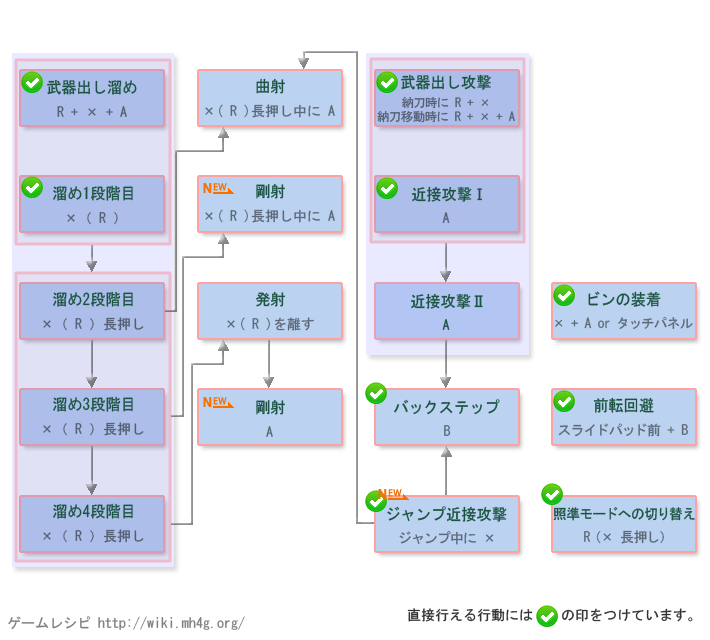 武器出し溜め
R + × + A
溜め1段階目
× ( R )
溜め2段階目
× ( R ) 長押し
溜め3段階目
× ( R ) 長押し
溜め4段階目
× ( R ) 長押し
曲射
×( R )長押し中に A
NEW
剛射
×( R )長押し中に A
発射
×( R )を離す
NEW
剛射
A
武器出し攻撃
納刀時に R + ×
納刀移動時に R + × + A
近接攻撃Ⅰ
A
近接攻撃Ⅱ
A
バックステップ
B
NEW
ジャンプ近接攻撃
ジャンプ中に ×
ビンの装着
× + A or タッチパネル
前転回避
スライドパッド前 + B
照準モードへの切り替え
R(× 長押し)
直接行える行動には の印をつけています。
ゲームレシピ http://wiki.mh4g.org/